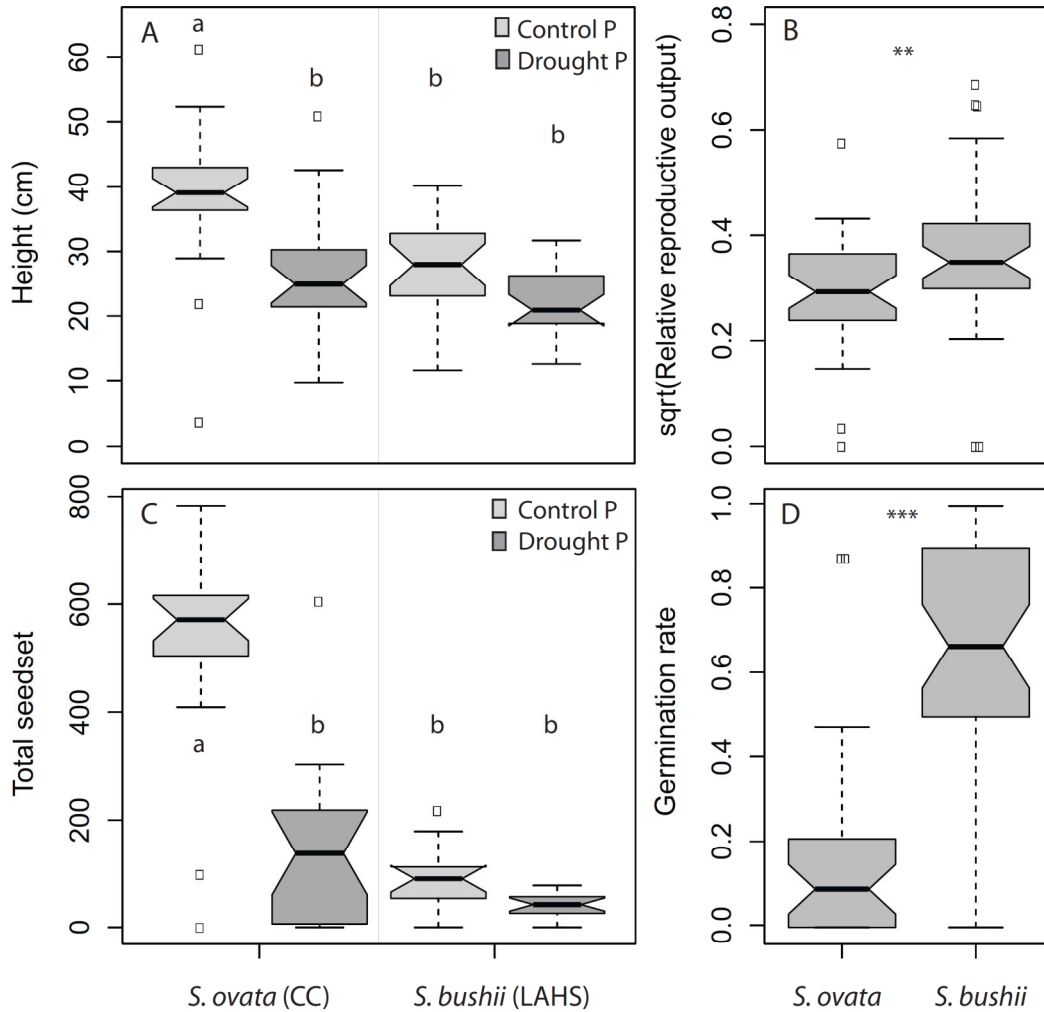 A
a
b
b
b
Control P
Drought P
Height (cm)
60
50
40
30
20
10
0
B
**
sqrt(Relative reproductive output)
0.8
0.6
0.4
0.2
0.0
C
a
b
b
b
Control P
Drought P
Total seedset
800
600
400
200
0
S. ovata (CC)
S. bushii (LAHS)
D
***
Germination rate
1.0
0.8
0.6
0.4
0.2
0.0
S. ovata
S. bushii